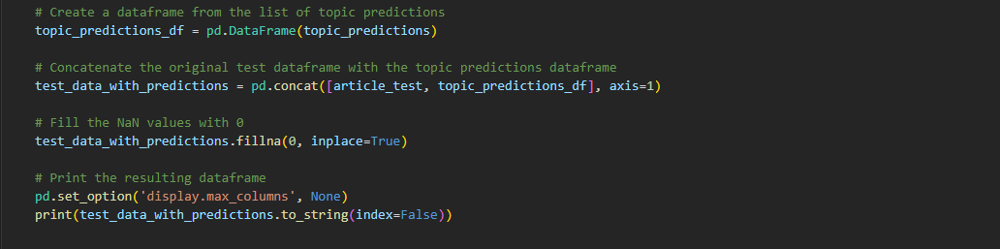 # Create a dataframe from the list of topic predictions
topic_predictions_df = pd.DataFrame(topic_predictions)
# Concatenate the original test dataframe with the topic predictions dataframe
test_data_with_predictions = pd.concat([article_test, topic_predictions_df], axis=1)
# Fill the NaN values with 0
test_data_with_predictions.fillna(0, inplace=True)
# Print the resulting dataframe
pd.set_option('display.max_columns', None)
print(test_data_with_predictions.to_string(index=False))